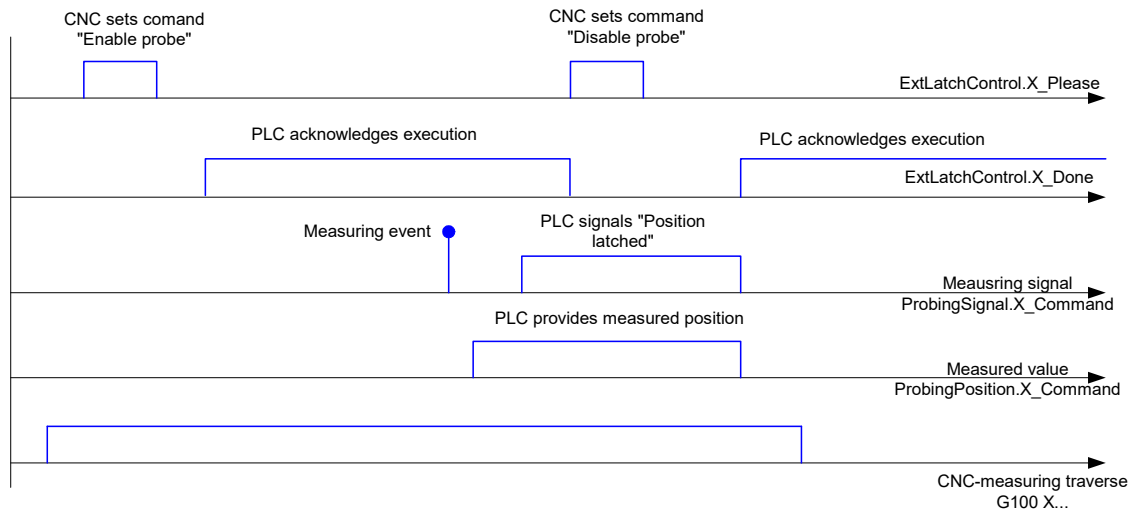 CNC sets comand
"Enable probe"
CNC sets command
"Disable probe"
ExtLatchControl.X_Please
PLC acknowledges execution
PLC acknowledges execution
ExtLatchControl.X_Done
Measuring event
PLC signals "Position
latched"
Meausring signal
ProbingSignal.X_Command
PLC provides measured position
Measured value
ProbingPosition.X_Command
CNC-measuring traverse
G100 X...